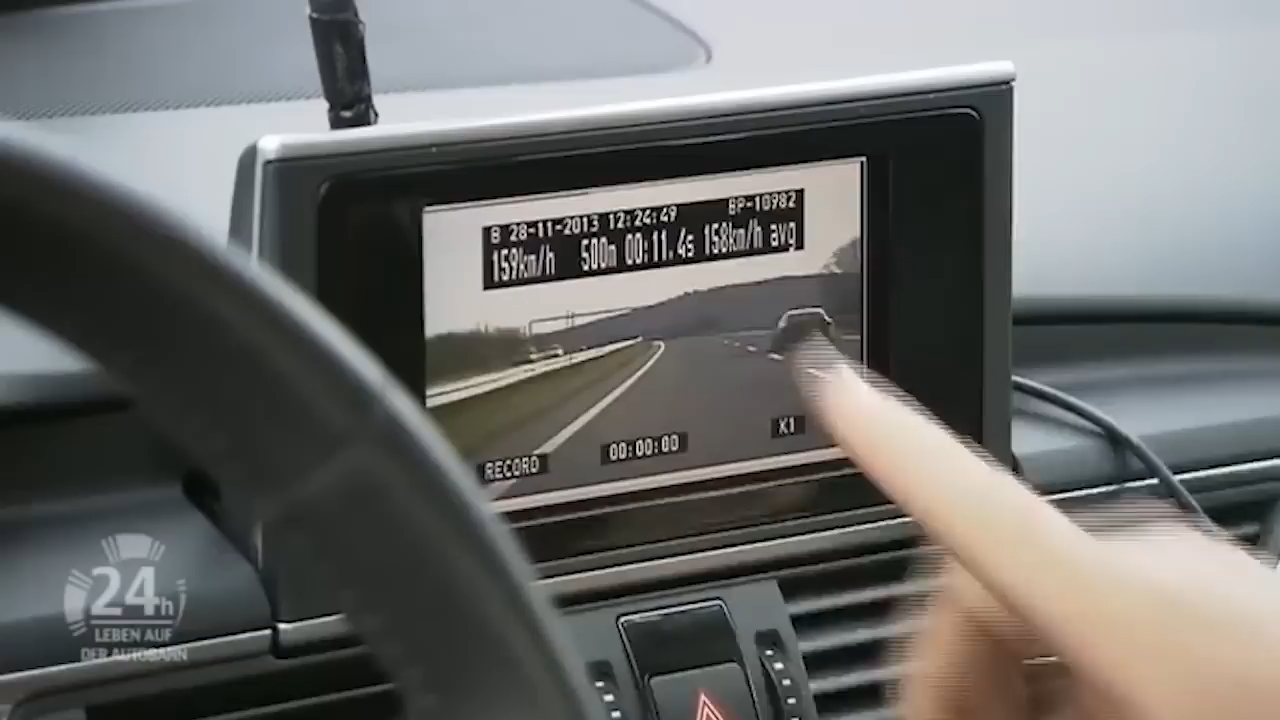 B 28-11-2013 12:24:49 BP-10982
159km/h 500m 00:11.4s 158km/h avg
RECORD 00:00:00 K1
24h
LEBEN AUF
DER AUTOBAHN